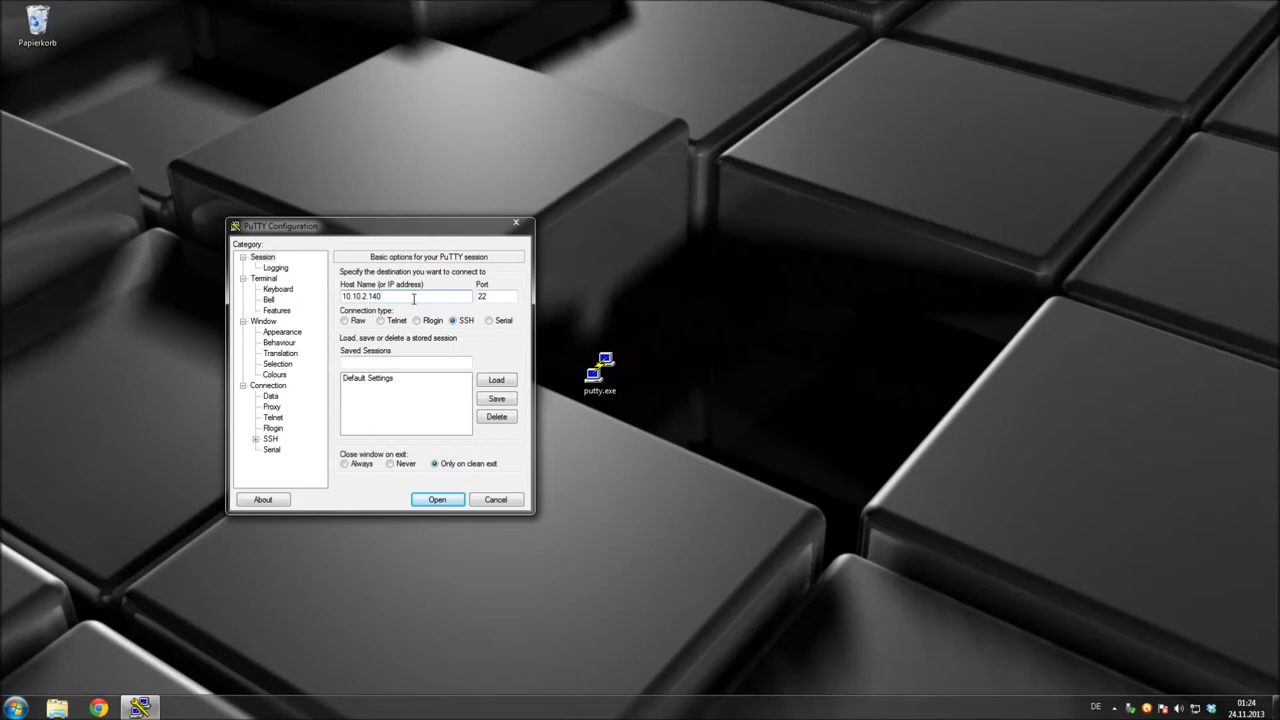 Papierkorb
PuTTY Configuration
Category:
Session
Logging
Terminal
Keyboard
Bell
Features
Window
Appearance
Behaviour
Translation
Selection
Colours
Connection
Data
Proxy
Telnet
Rlogin
SSH
Serial
Basic options for your PuTTY session
Specify the destination you want to connect to
Host Name (or IP address) Port
10.10.2.140 22
Connection type:
Raw Telnet Rlogin SSH Serial
Load, save or delete a stored session
Saved Sessions
Default Settings
Load
Save
Delete
Close window on exit:
Always Never Only on clean exit
About Open Cancel
putty.exe
DE
01:24
24.11.2013